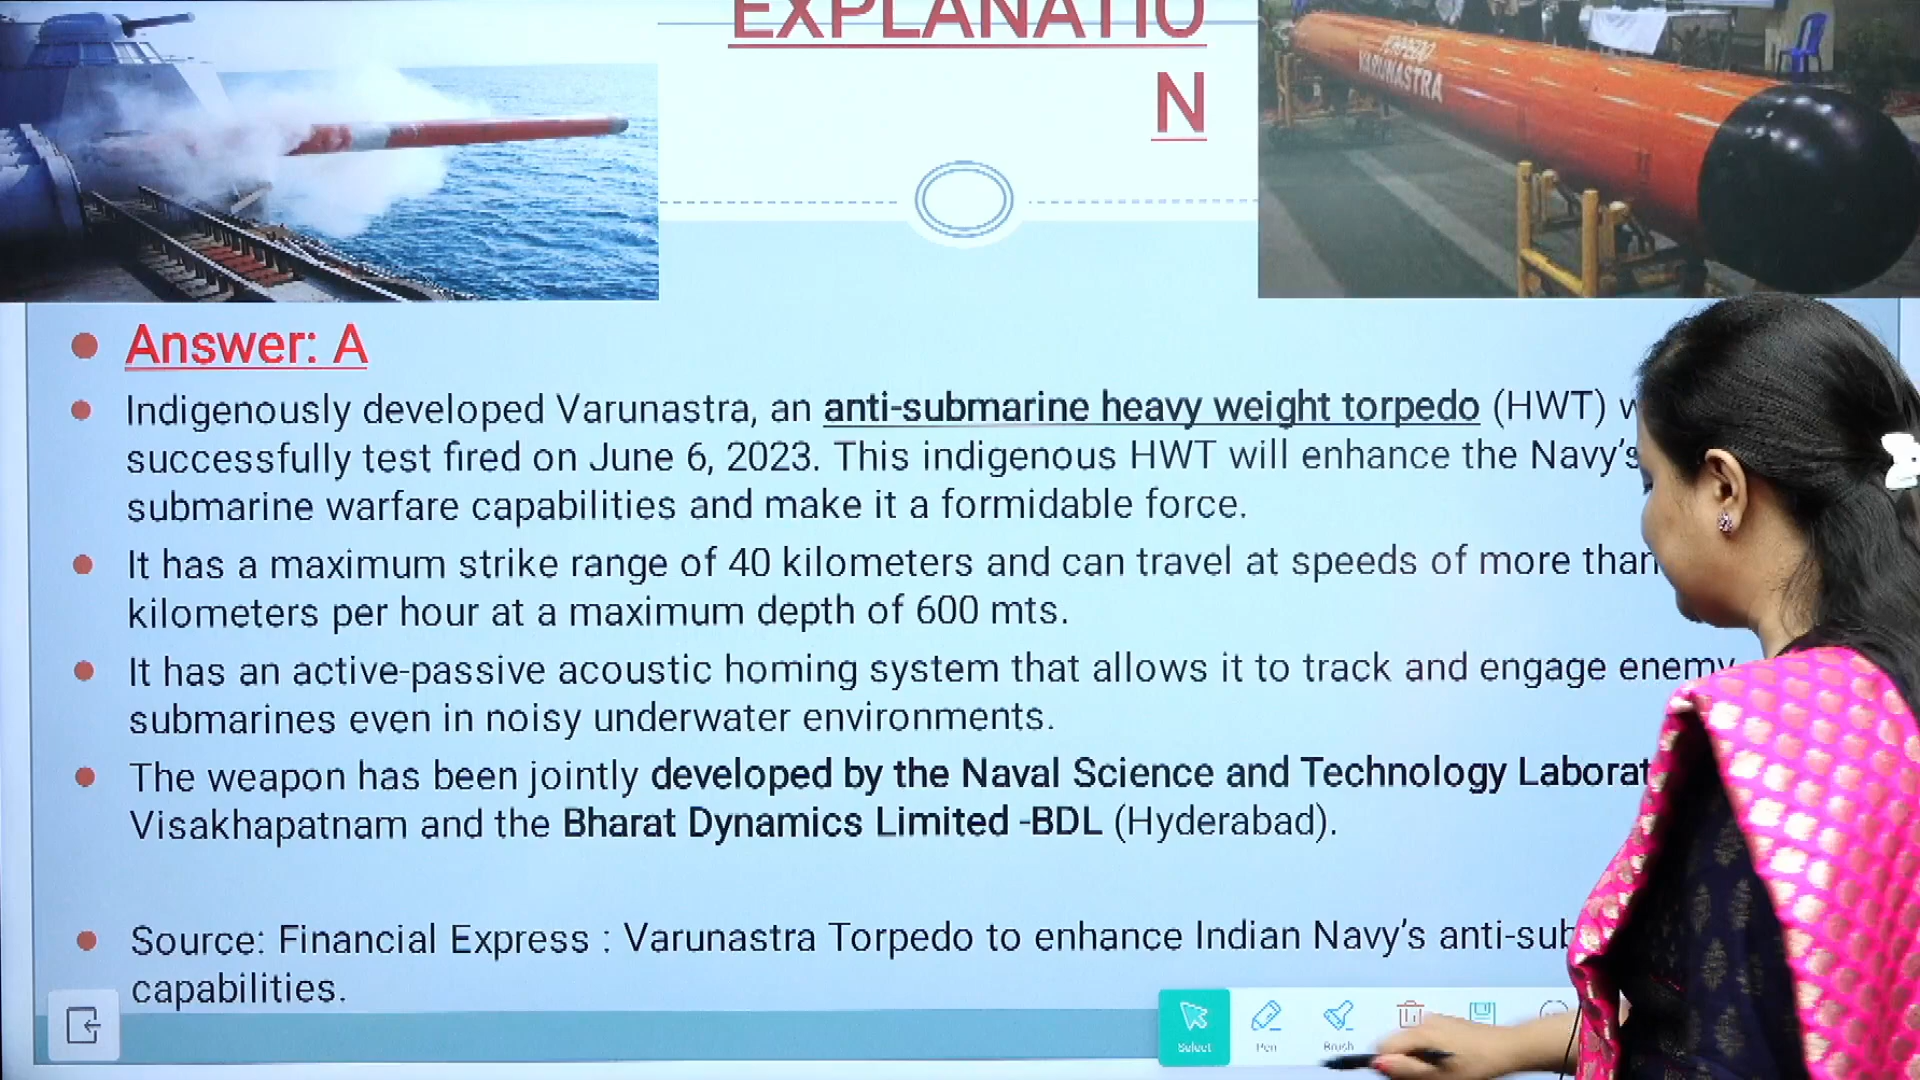 EXPLANATIO
N
TORPEDO
VARUNASTRA
Answer: A
Indigenously developed Varunastra, an anti-submarine heavy weight torpedo (HWT)
successfully test fired on June 6, 2023. This indigenous HWT will enhance the Navy's
submarine warfare capabilities and make it a formidable force.
It has a maximum strike range of 40 kilometers and can travel at speeds of more than
kilometers per hour at a maximum depth of 600 mts.
It has an active-passive acoustic homing system that allows it to track and engage enemy
submarines even in noisy underwater environments.
The weapon has been jointly developed by the Naval Science and Technology Laborat
Visakhapatnam and the Bharat Dynamics Limited -BDL (Hyderabad).
Source: Financial Express : Varunastra Torpedo to enhance Indian Navy's anti-sub
capabilities.
Select Pen Brush